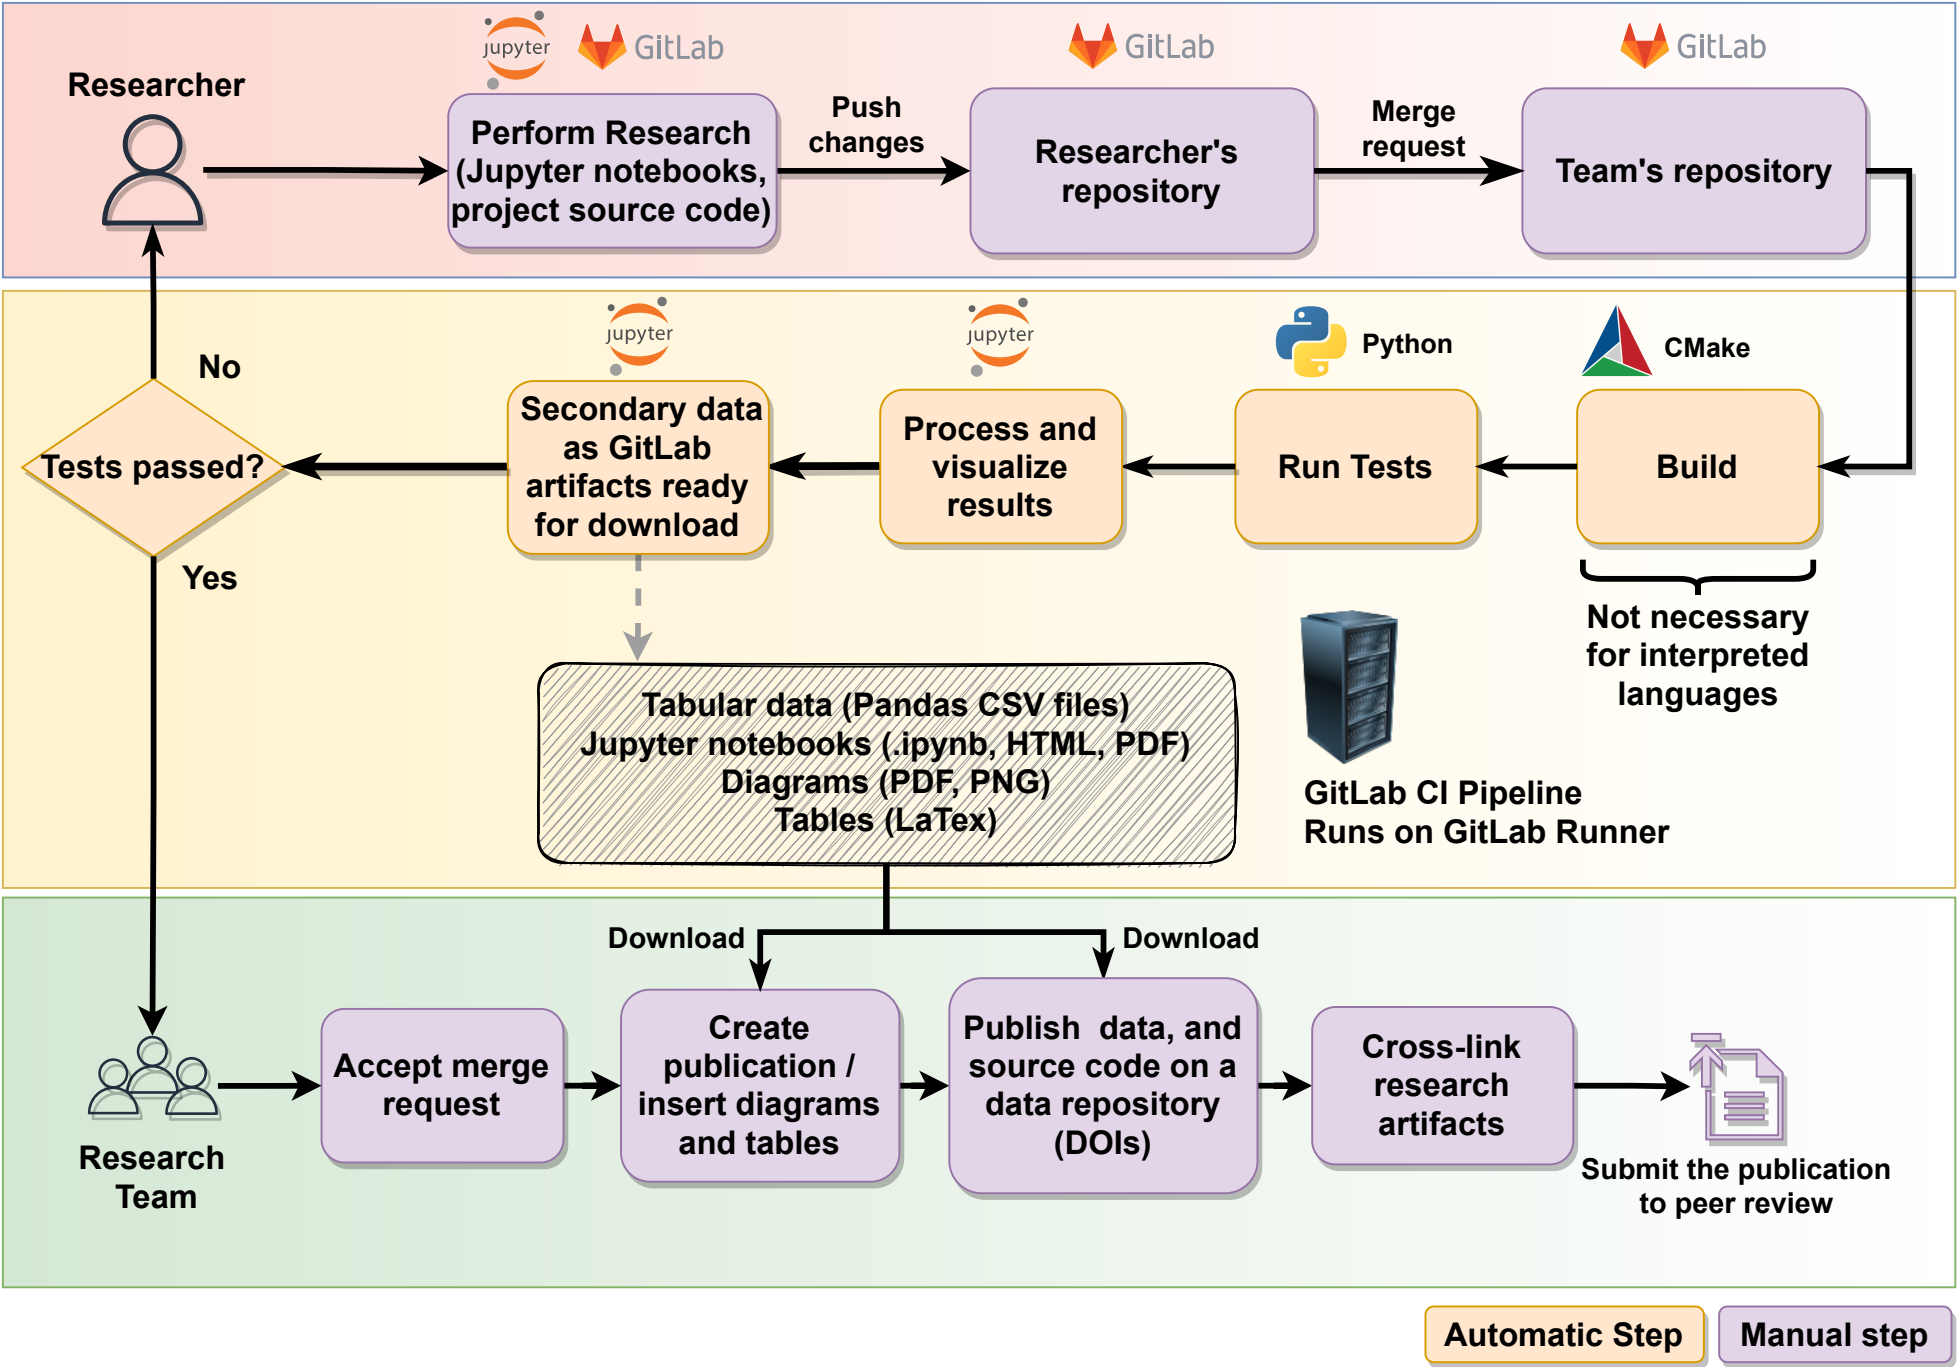 Researcher
jupyter
GitLab
GitLab
GitLab
Perform Research
(Jupyter notebooks,
project source code)
Push
changes
Researcher's
repository
Merge
request
Team's repository
jupyter
jupyter
Python
CMake
No
Tests passed?
Yes
Secondary data
as GitLab
artifacts ready
for download
Process and
visualize
results
Run Tests
Build
Not necessary
for interpreted
languages
Tabular data (Pandas CSV files)
Jupyter notebooks (.ipynb, HTML, PDF)
Diagrams (PDF, PNG)
Tables (LaTex)
GitLab CI Pipeline
Runs on GitLab Runner
Download
Download
Research
Team
Accept merge
request
Create
publication /
insert diagrams
and tables
Publish  data, and
source code on a
data repository
(DOIs)
Cross-link
research
artifacts
Submit the publication
to peer review
Automatic Step
Manual step